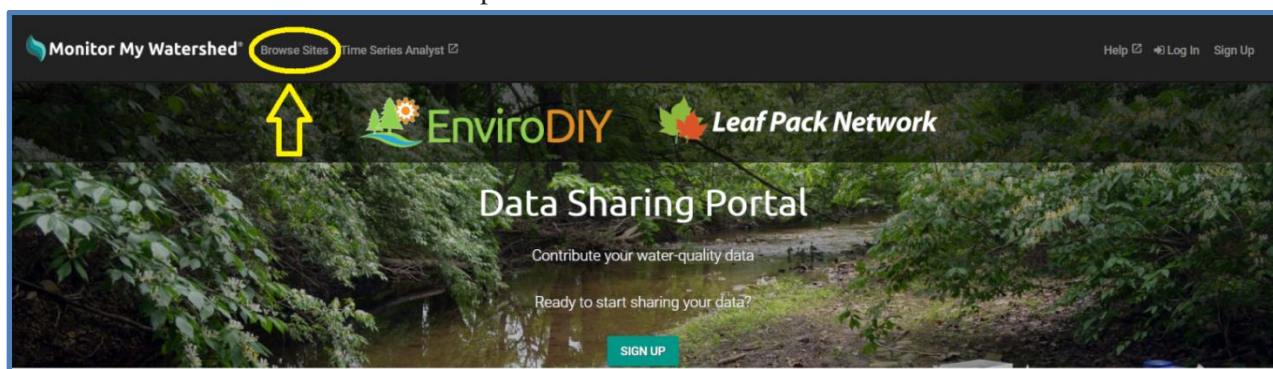 Monitor My Watershed® Browse Sites Time Series Analyst Help Log In Sign Up
EnviroDIY Leaf Pack Network
Data Sharing Portal
Contribute your water-quality data
Ready to start sharing your data?
SIGN UP